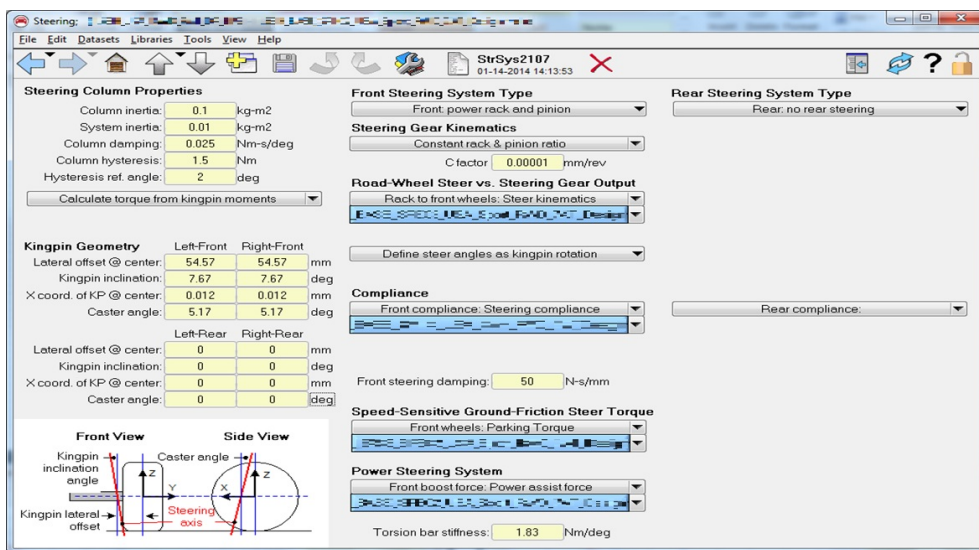 Steering:
File Edit Datasets Libraries Tools View Help
StrSys2107
01-14-2014 14:13:53
Steering Column Properties
Column inertia: 0.1 kg-m2
System inertia: 0.01 kg-m2
Column damping: 0.025 Nm-s/deg
Column hysteresis: 1.5 Nm
Hysteresis ref. angle: 2 deg
Calculate torque from kingpin moments
Kingpin Geometry Left-Front Right-Front
Lateral offset @ center: 54.57 54.57 mm
Kingpin inclination: 7.67 7.67 deg
X coord. of KP @ center: 0.012 0.012 mm
Caster angle: 5.17 5.17 deg
Left-Rear Right-Rear
Lateral offset @ center: 0 0 mm
Kingpin inclination: 0 0 deg
X coord. of KP @ center: 0 0 mm
Caster angle: 0 0 deg
Front View Side View
Kingpin inclination angle
Caster angle
Z
Y
X
Z
Kingpin lateral offset
Steering axis
Front Steering System Type
Front: power rack and pinion
Steering Gear Kinematics
Constant rack & pinion ratio
C factor 0.00001 mm/rev
Road-Wheel Steer vs. Steering Gear Output
Rack to front wheels: Steer kinematics
Define steer angles as kingpin rotation
Compliance
Front compliance: Steering compliance
Front steering damping: 50 N-s/mm
Speed-Sensitive Ground-Friction Steer Torque
Front wheels: Parking Torque
Power Steering System
Front boost force: Power assist force
Torsion bar stiffness: 1.83 Nm/deg
Rear Steering System Type
Rear: no rear steering
Rear compliance: